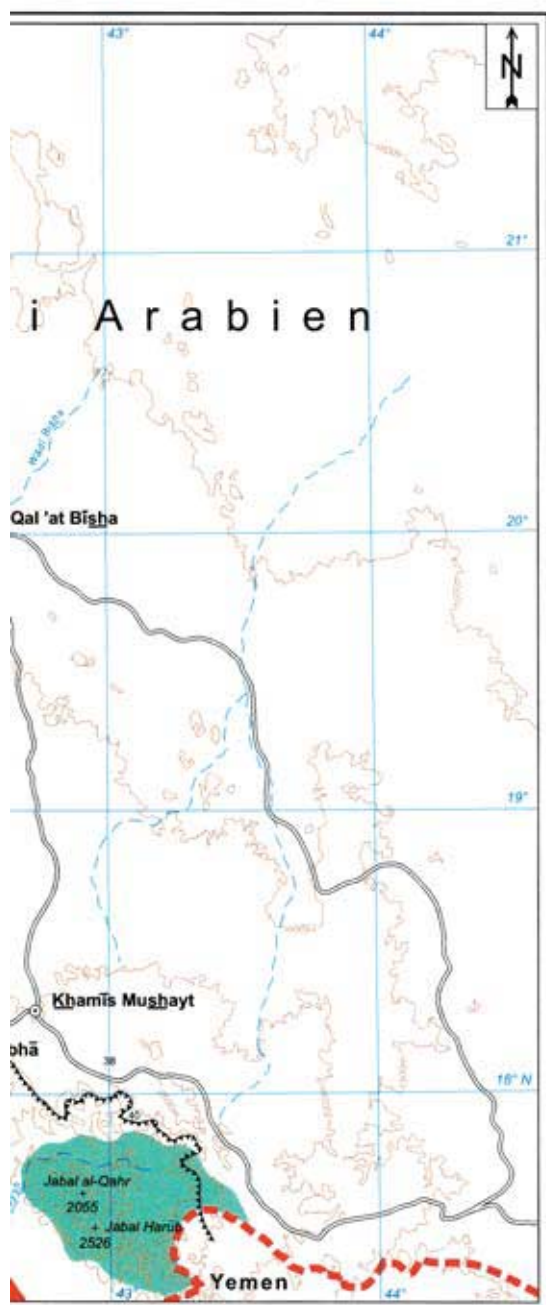 43°
44°
N
21°
i Arabien
Wadi Bisha
Qal 'at Bīsha
20°
19°
Khamīs Mushayt
bhā
38
18° N
Jabal al-Qahr
2055
Jabal Harub
2526
Yemen
43
44°